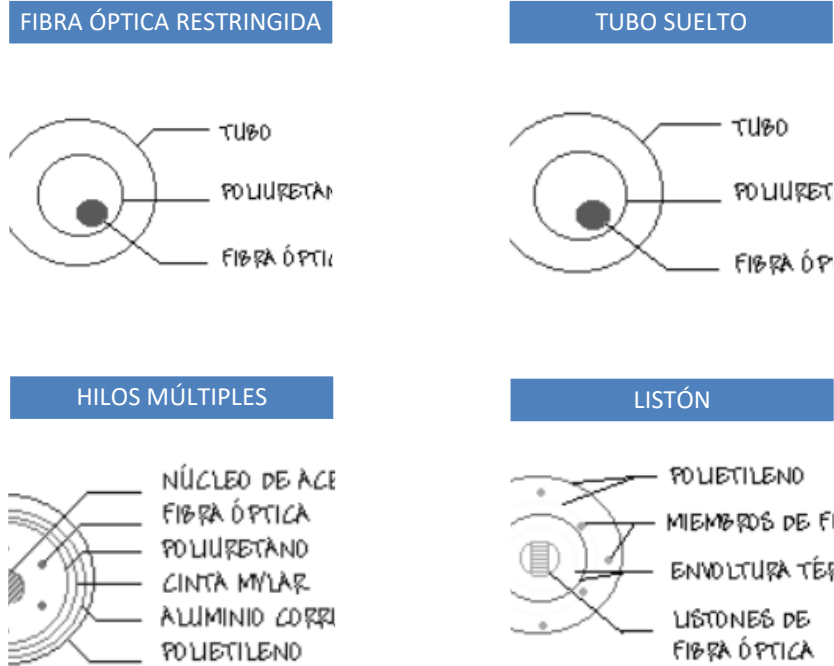 FIBRA ÓPTICA RESTRINGIDA
TUBO
POLIURETAN
FIBRA ÓPTIC
TUBO SUELTO
TUBO
POLIURET
FIBRA ÓP
HILOS MÚLTIPLES
NÚCLEO DE ACE
FIBRA ÓPTICA
POLIURETANO
CINTA MYLAR
ALUMINIO CORR
POLIETILENO
LISTÓN
POLIETILENO
MIEMBROS DE F
ENVOLTURA TÉR
LISTONES DE
FIBRA ÓPTICA